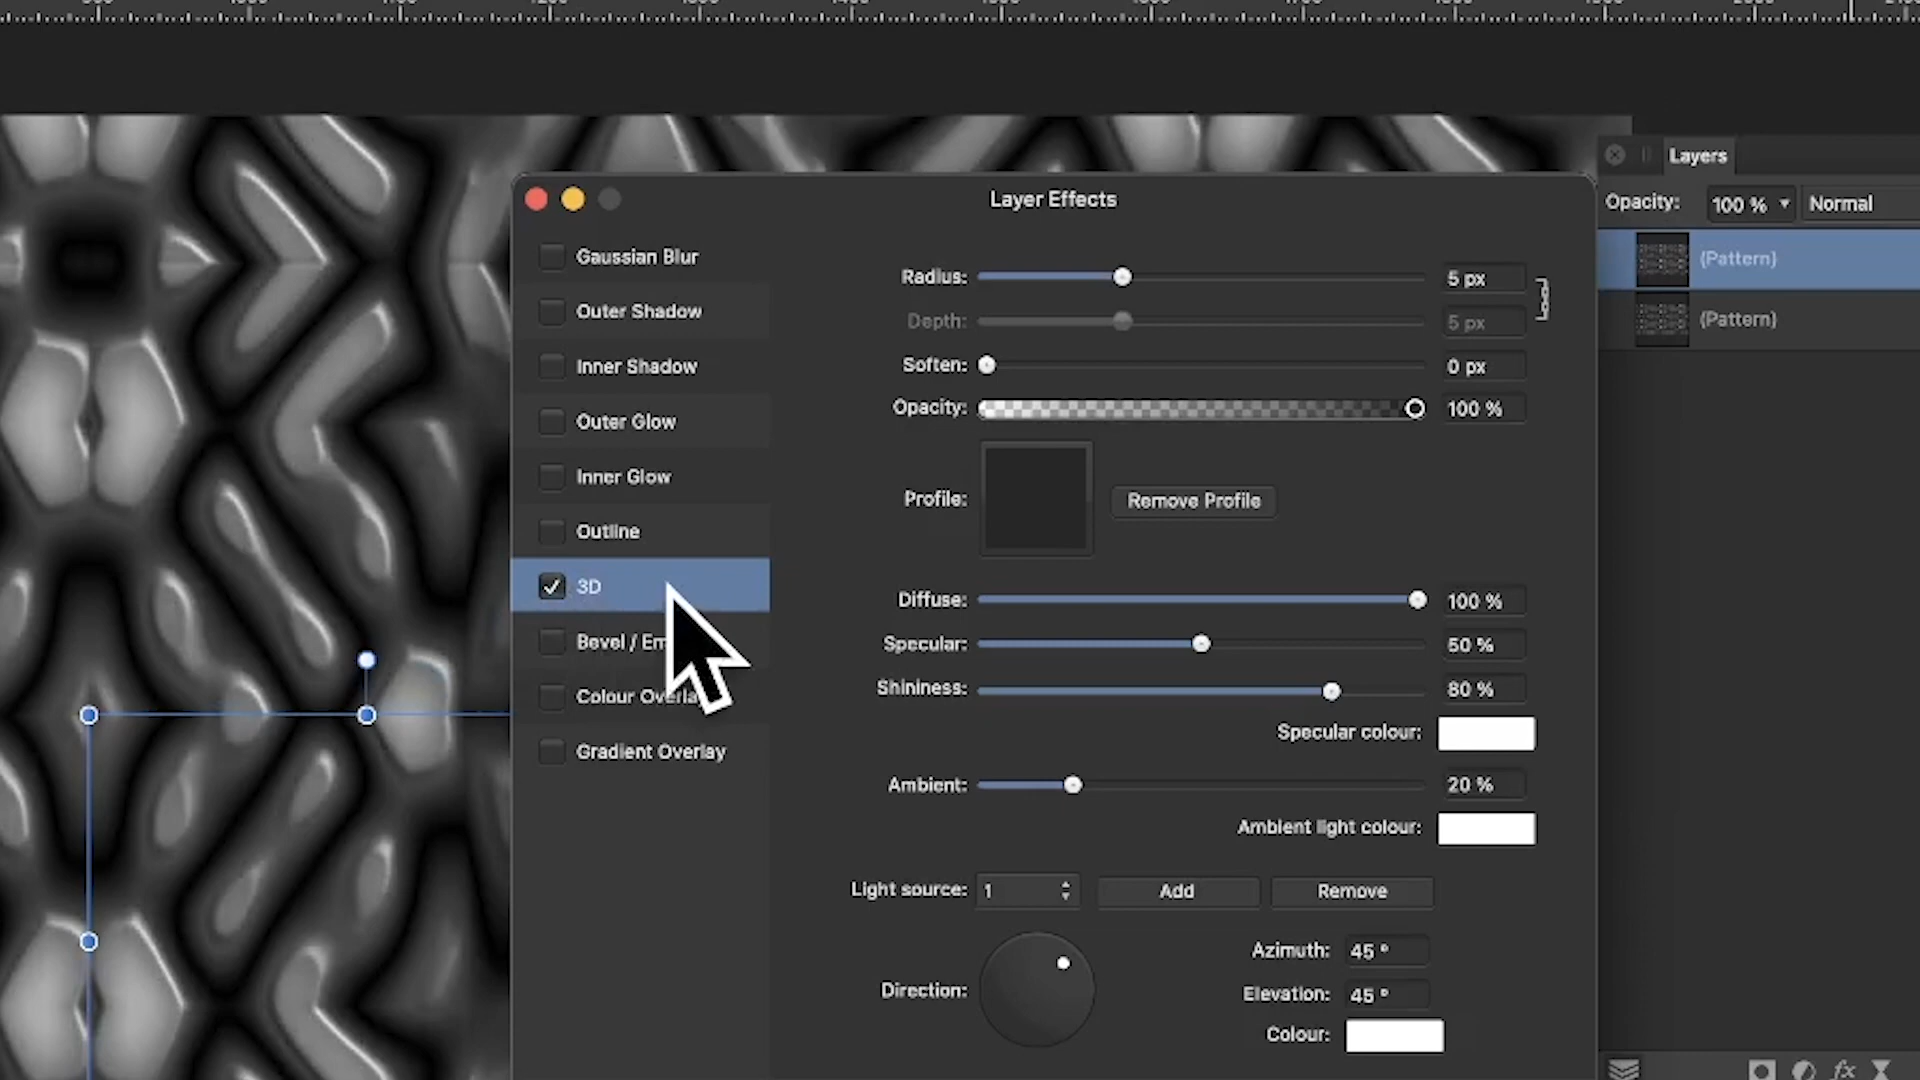 Layers
Layer Effects
Opacity: 100 % Normal
Gaussian Blur
Outer Shadow
Inner Shadow
Outer Glow
Inner Glow
Outline
3D
Bevel / Em
Colour Overla
Gradient Overlay
Radius: 5 px
Depth: 5 px
Soften: 0 px
Opacity: 100 %
Profile: Remove Profile
Diffuse: 100 %
Specular: 50 %
Shininess: 80 %
Specular colour:
Ambient: 20 %
Ambient light colour:
Light source: 1 Add Remove
Direction:
Azimuth: 45 °
Elevation: 45 °
Colour:
(Pattern)
(Pattern)
fx